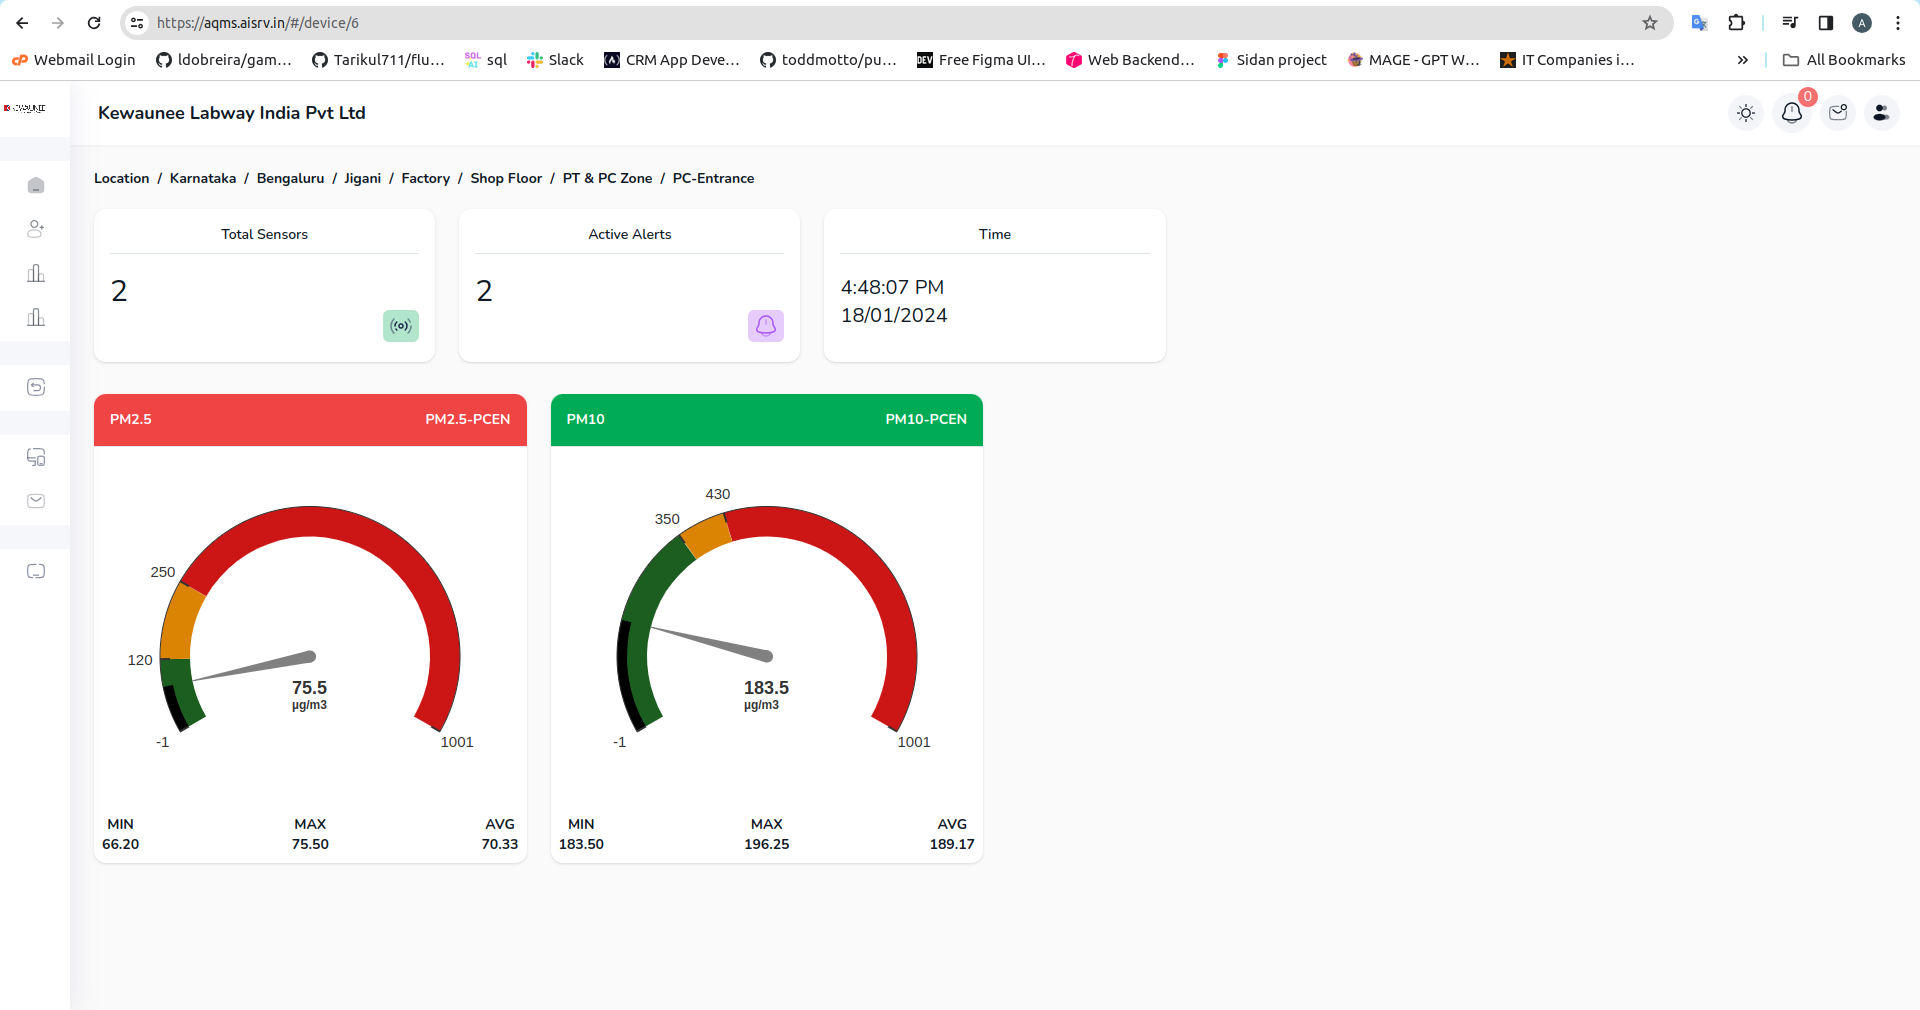 https://aqms.aisrv.in/#/device/6
A
Webmail Login
ldobreira/gam...
Tarikul711/flu...
SQL AI
sql
Slack
CRM App Deve...
toddmotto/pu...
DEV
Free Figma UI...
Web Backend...
Sidan project
MAGE - GPT W...
IT Companies i...
»
All Bookmarks
KEWAUNEE
Kewaunee Labway India Pvt Ltd
0
Location / Karnataka / Bengaluru / Jigani / Factory / Shop Floor / PT & PC Zone / PC-Entrance
Total Sensors
2
Active Alerts
2
Time
4:48:07 PM
18/01/2024
PM2.5
PM2.5-PCEN
250
120
-1
1001
75.5
µg/m3
MIN
66.20
MAX
75.50
AVG
70.33
PM10
PM10-PCEN
430
350
-1
1001
183.5
µg/m3
MIN
183.50
MAX
196.25
AVG
189.17